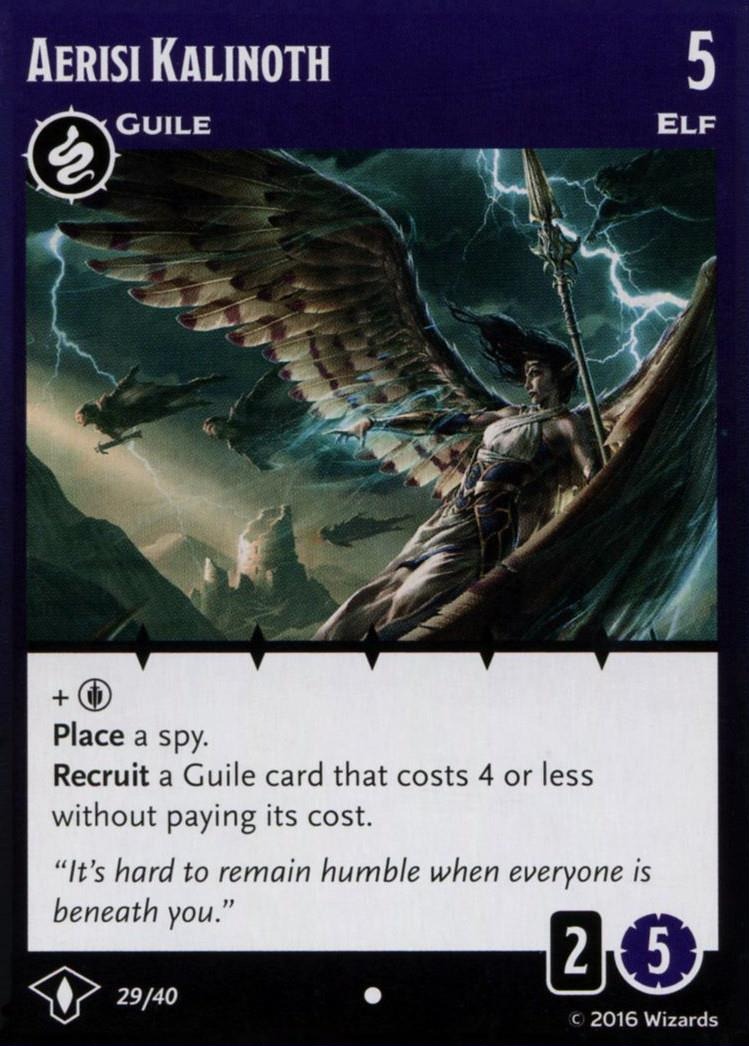 AERISI KALINOTH 5
GUILE ELF
+
Place a spy.
Recruit a Guile card that costs 4 or less
without paying its cost.
“It’s hard to remain humble when everyone is
beneath you.”
2 5
29/40
© 2016 Wizards